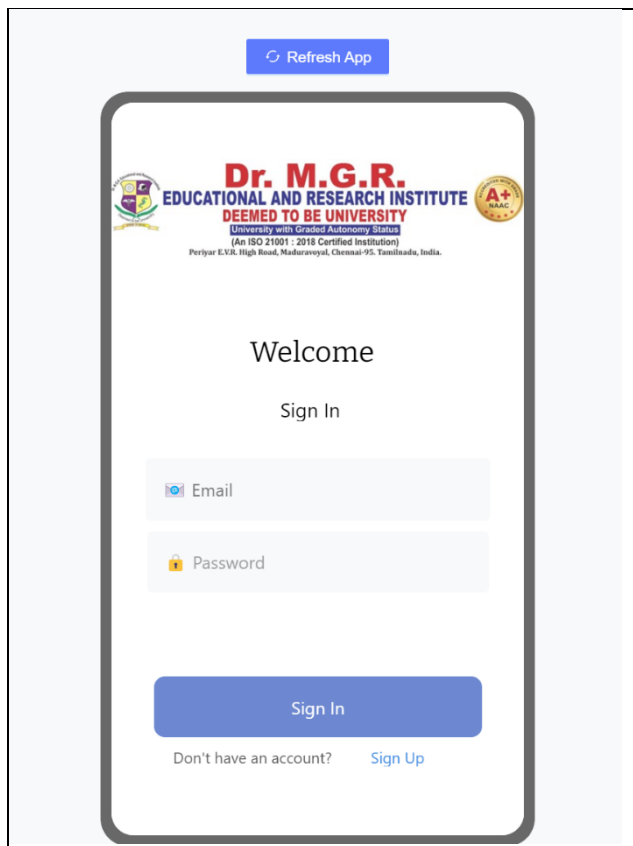 Refresh App
Dr. M.G.R.
EDUCATIONAL AND RESEARCH INSTITUTE
DEEMED TO BE UNIVERSITY
University with Graded Autonomy Status
(An ISO 21001 : 2018 Certified Institution)
Periyar E.V.R. High Road, Maduravoyal, Chennai-95. Tamilnadu, India.
A+
NAAC
Welcome
Sign In
Email
Password
Sign In
Don't have an account? Sign Up